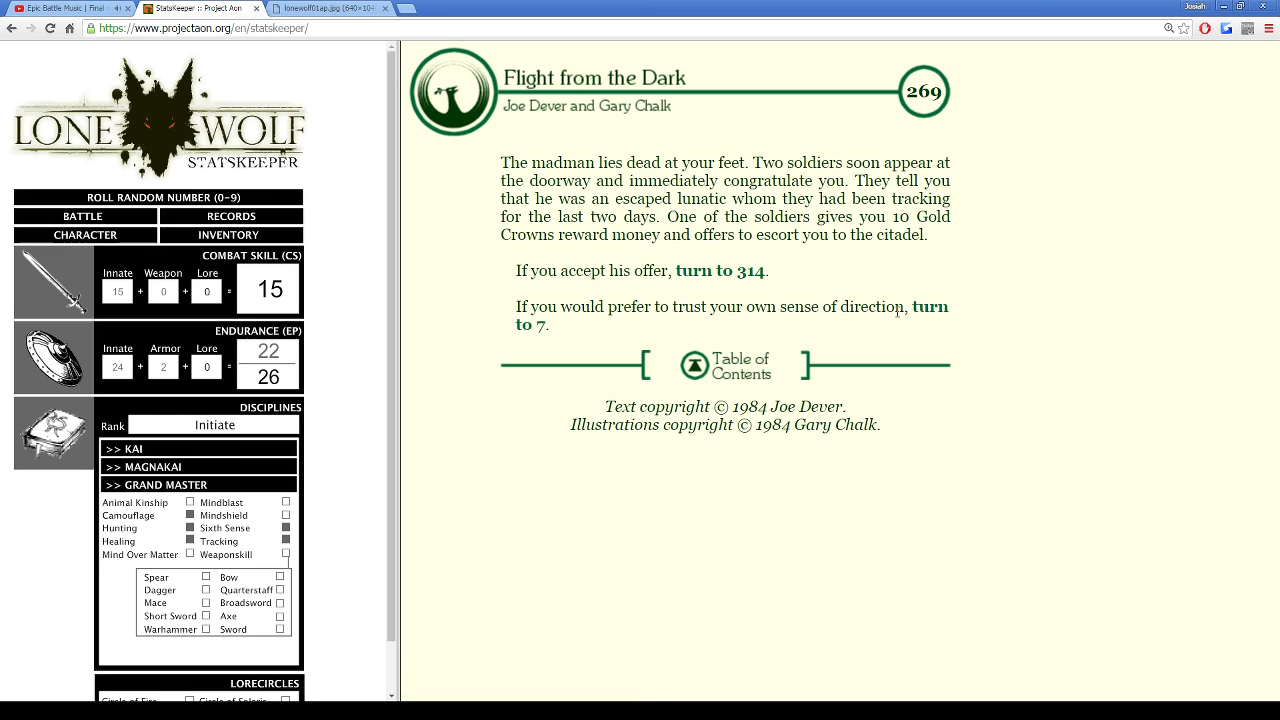 Epic Battle Music | Final
StatsKeeper :: Project Aon
lonewolf01ap.jpg (640×104
Josiah
https://www.projectaon.org/en/statskeeper/
LONE WOLF
STATSKEEPER
ROLL RANDOM NUMBER (0-9)
BATTLE RECORDS
CHARACTER INVENTORY
COMBAT SKILL (CS)
Innate Weapon Lore
15 + 0 + 0 = 15
ENDURANCE (EP)
Innate Armor Lore
22
24 + 2 + 0 =
26
DISCIPLINES
Rank Initiate
>> KAI
>> MAGNAKAI
>> GRAND MASTER
Animal Kinship Mindblast
Camouflage Mindshield
Hunting Sixth Sense
Healing Tracking
Mind Over Matter Weaponskill
Spear Bow
Dagger Quarterstaff
Mace Broadsword
Short Sword Axe
Warhammer Sword
LORECIRCLES
Circle of Fire Circle of Solaris
Flight from the Dark
269
Joe Dever and Gary Chalk
The madman lies dead at your feet. Two soldiers soon appear at
the doorway and immediately congratulate you. They tell you
that he was an escaped lunatic whom they had been tracking
for the last two days. One of the soldiers gives you 10 Gold
Crowns reward money and offers to escort you to the citadel.
If you accept his offer, turn to 314.
If you would prefer to trust your own sense of direction, turn
to 7.
Table of
Contents
Text copyright © 1984 Joe Dever.
Illustrations copyright © 1984 Gary Chalk.